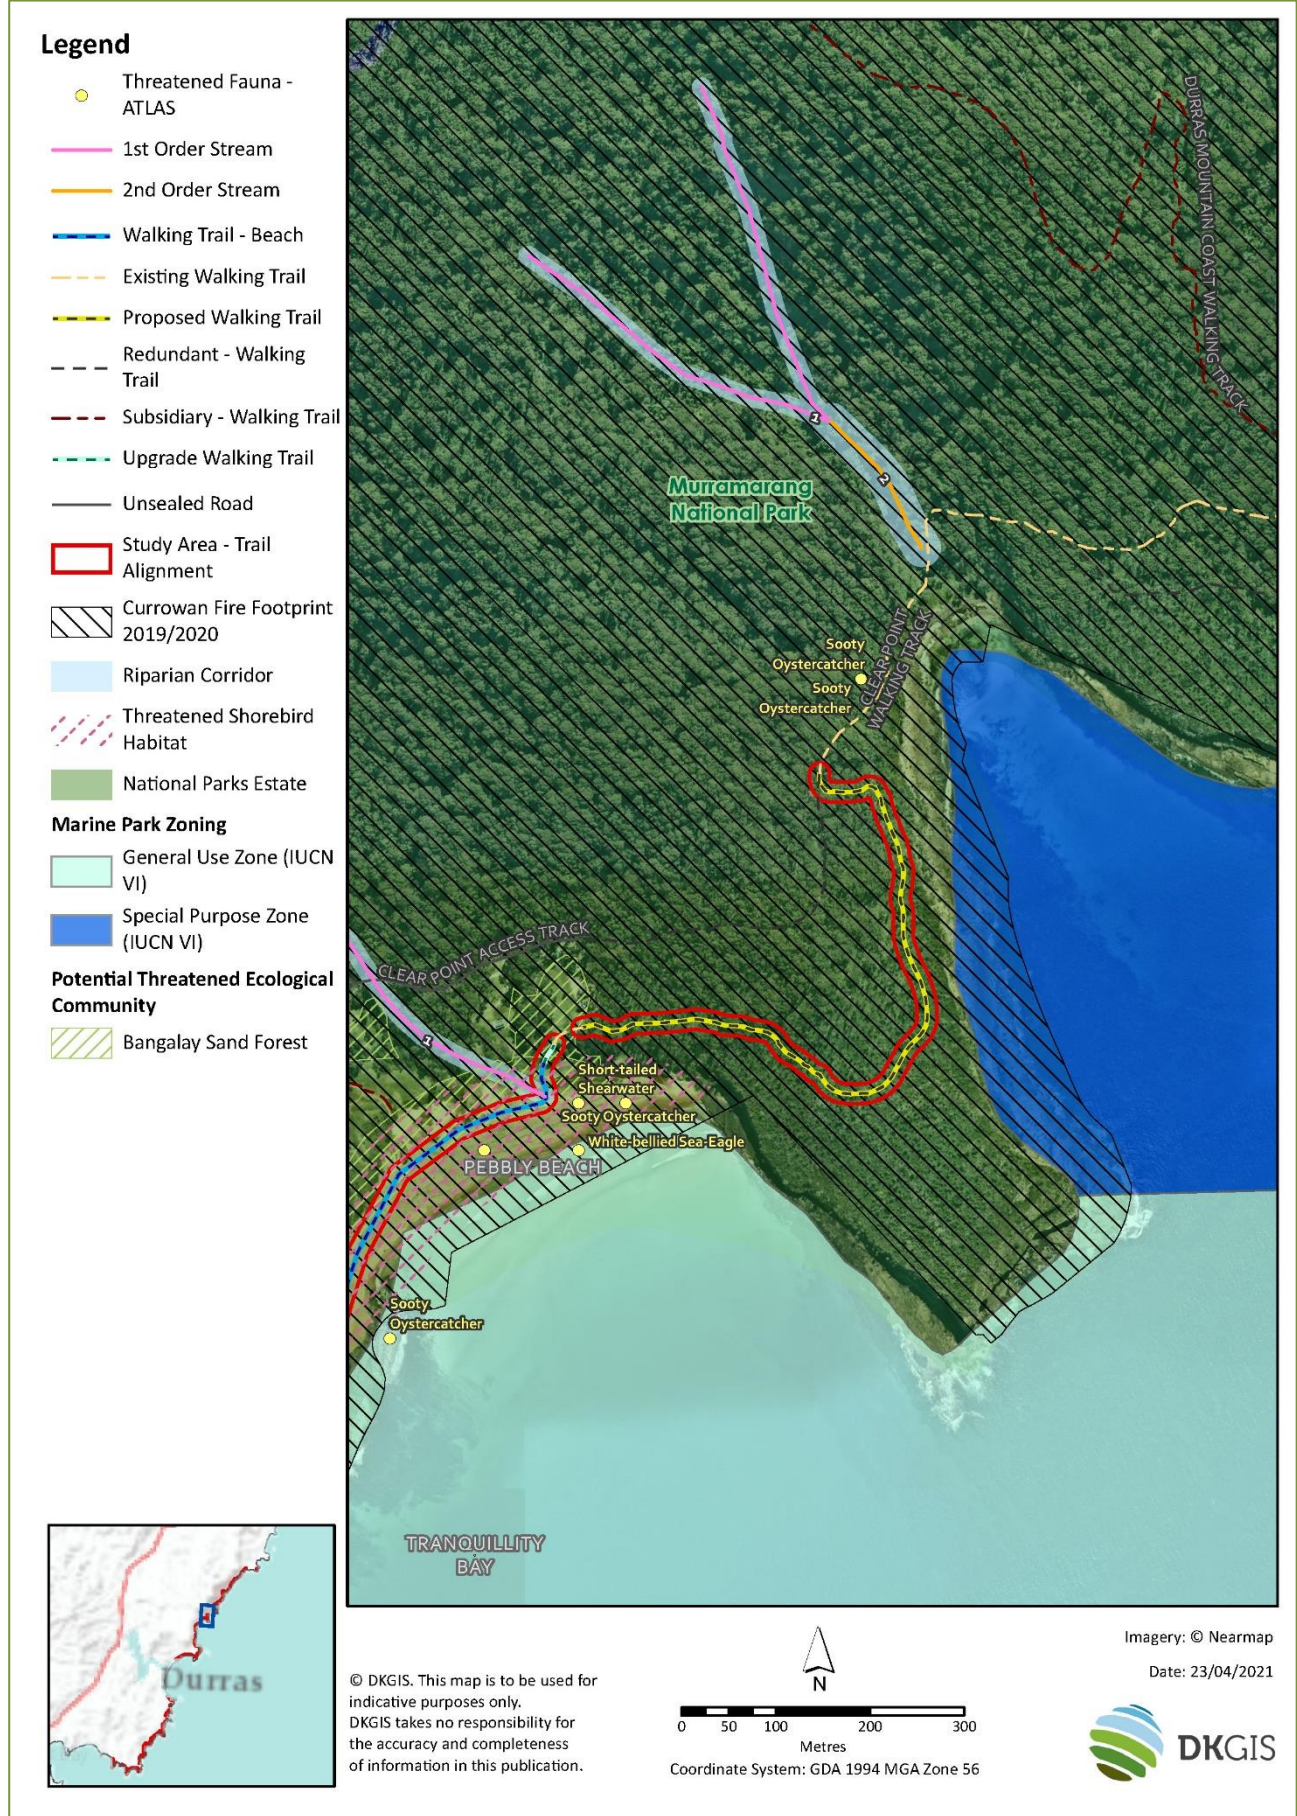 Legend
Threatened Fauna -
ATLAS
1st Order Stream
2nd Order Stream
Walking Trail - Beach
Existing Walking Trail
Proposed Walking Trail
Redundant - Walking
Trail
Subsidiary - Walking Trail
Upgrade Walking Trail
Unsealed Road
Study Area - Trail
Alignment
Currowan Fire Footprint
2019/2020
Riparian Corridor
Threatened Shorebird
Habitat
National Parks Estate
Marine Park Zoning
General Use Zone (IUCN
VI)
Special Purpose Zone
(IUCN VI)
Potential Threatened Ecological
Community
Bangalay Sand Forest
DURRAS MOUNTAIN COAST WALKING TRACK
1
2
Murramarang
National Park
CLEAR POINT
WALKING TRACK
Sooty
Oystercatcher
Sooty
Oystercatcher
CLEAR POINT ACCESS TRACK
1
Short-tailed
Shearwater
Sooty Oystercatcher
White-bellied Sea-Eagle
PEBBLY BEACH
Sooty
Oystercatcher
TRANQUILLITY
BAY
Durras
© DKGIS. This map is to be used for
indicative purposes only.
DKGIS takes no responsibility for
the accuracy and completeness
of information in this publication.
N
0 50 100 200 300
Metres
Coordinate System: GDA 1994 MGA Zone 56
Imagery: © Nearmap
Date: 23/04/2021
DKGIS